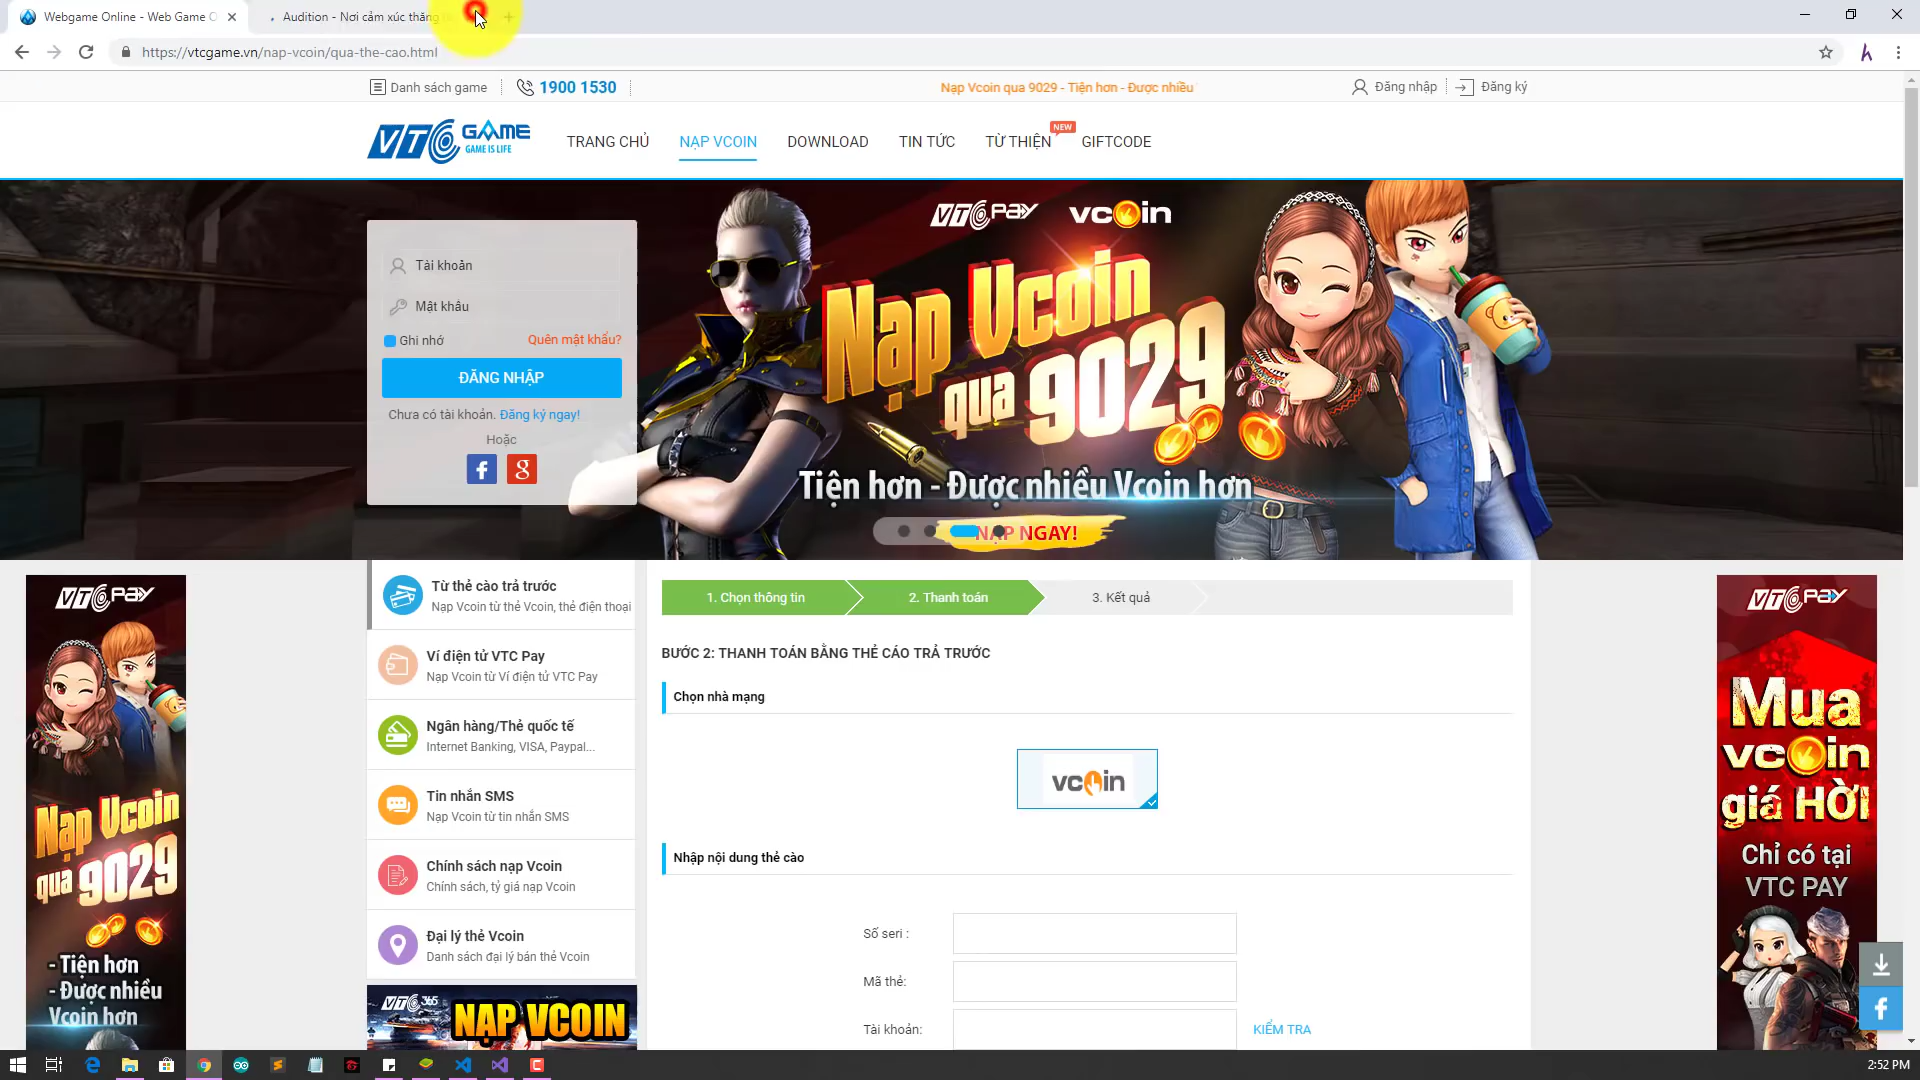 Webgame Online - Web Game O
Audition - Nơi cảm xúc thăng
https://vtcgame.vn/nap-vcoin/qua-the-cao.html
Danh sách game
1900 1530
Nạp Vcoin qua 9029 - Tiện hơn - Được nhiều
Đăng nhập
Đăng ký
VTC GAME
GAME IS LIFE
TRANG CHỦ
NẠP VCOIN
DOWNLOAD
TIN TỨC
TỪ THIỆN
NEW
GIFTCODE
VTC PAY
vcoin
Tài khoản
Mật khẩu
Ghi nhớ
Quên mật khẩu?
ĐĂNG NHẬP
Chưa có tài khoản. Đăng ký ngay!
Hoặc
Nạp Vcoin
qua 9029
Tiện hơn - Được nhiều Vcoin hơn
NẠP NGAY!
Từ thẻ cào trả trước
Nạp Vcoin từ thẻ Vcoin, thẻ điện thoại
Ví điện tử VTC Pay
Nạp Vcoin từ Ví điện tử VTC Pay
Ngân hàng/Thẻ quốc tế
Internet Banking, VISA, Paypal...
Tin nhắn SMS
Nạp Vcoin từ tin nhắn SMS
Chính sách nạp Vcoin
Chính sách, tỷ giá nạp Vcoin
Đại lý thẻ Vcoin
Danh sách đại lý bán thẻ Vcoin
VTC 365
NẠP VCOIN
1. Chọn thông tin
2. Thanh toán
3. Kết quả
BƯỚC 2: THANH TOÁN BẰNG THẺ CÁO TRẢ TRƯỚC
Chọn nhà mạng
vcoin
Nhập nội dung thẻ cào
Số seri :
Mã thẻ:
Tài khoản:
KIỂM TRA
VTC PAY
Nạp Vcoin
qua 9029
- Tiện hơn
- Được nhiều
Vcoin hơn
VTC PAY
Mua
vcoin
giá HỜI
Chỉ có tại
VTC PAY
2:52 PM